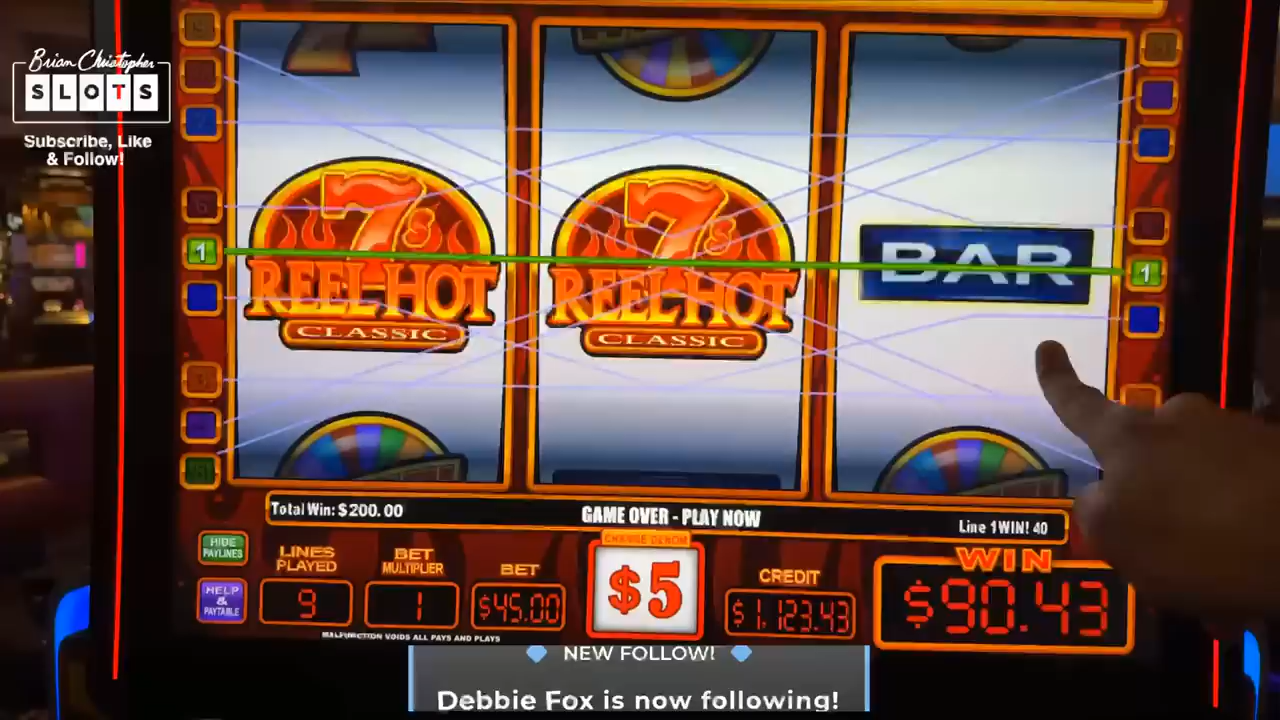 Brian Christopher
SLOTS
Subscribe, Like
& Follow!
7s
REEL HOT
CLASSIC
7s
REEL HOT
CLASSIC
BAR
1
1
Total Win: $200.00
GAME OVER - PLAY NOW
Line 1 WIN! 40
HIDE
PAYLINES
LINES
PLAYED
BET
MULTIPLIER
BET
CHANGE DENOM
$5
CREDIT
WIN
HELP
&
PAYTABLE
9
1
$45.00
$1,123.43
$90.43
MALFUNCTION VOIDS ALL PAYS AND PLAYS
NEW FOLLOW!
Debbie Fox is now following!